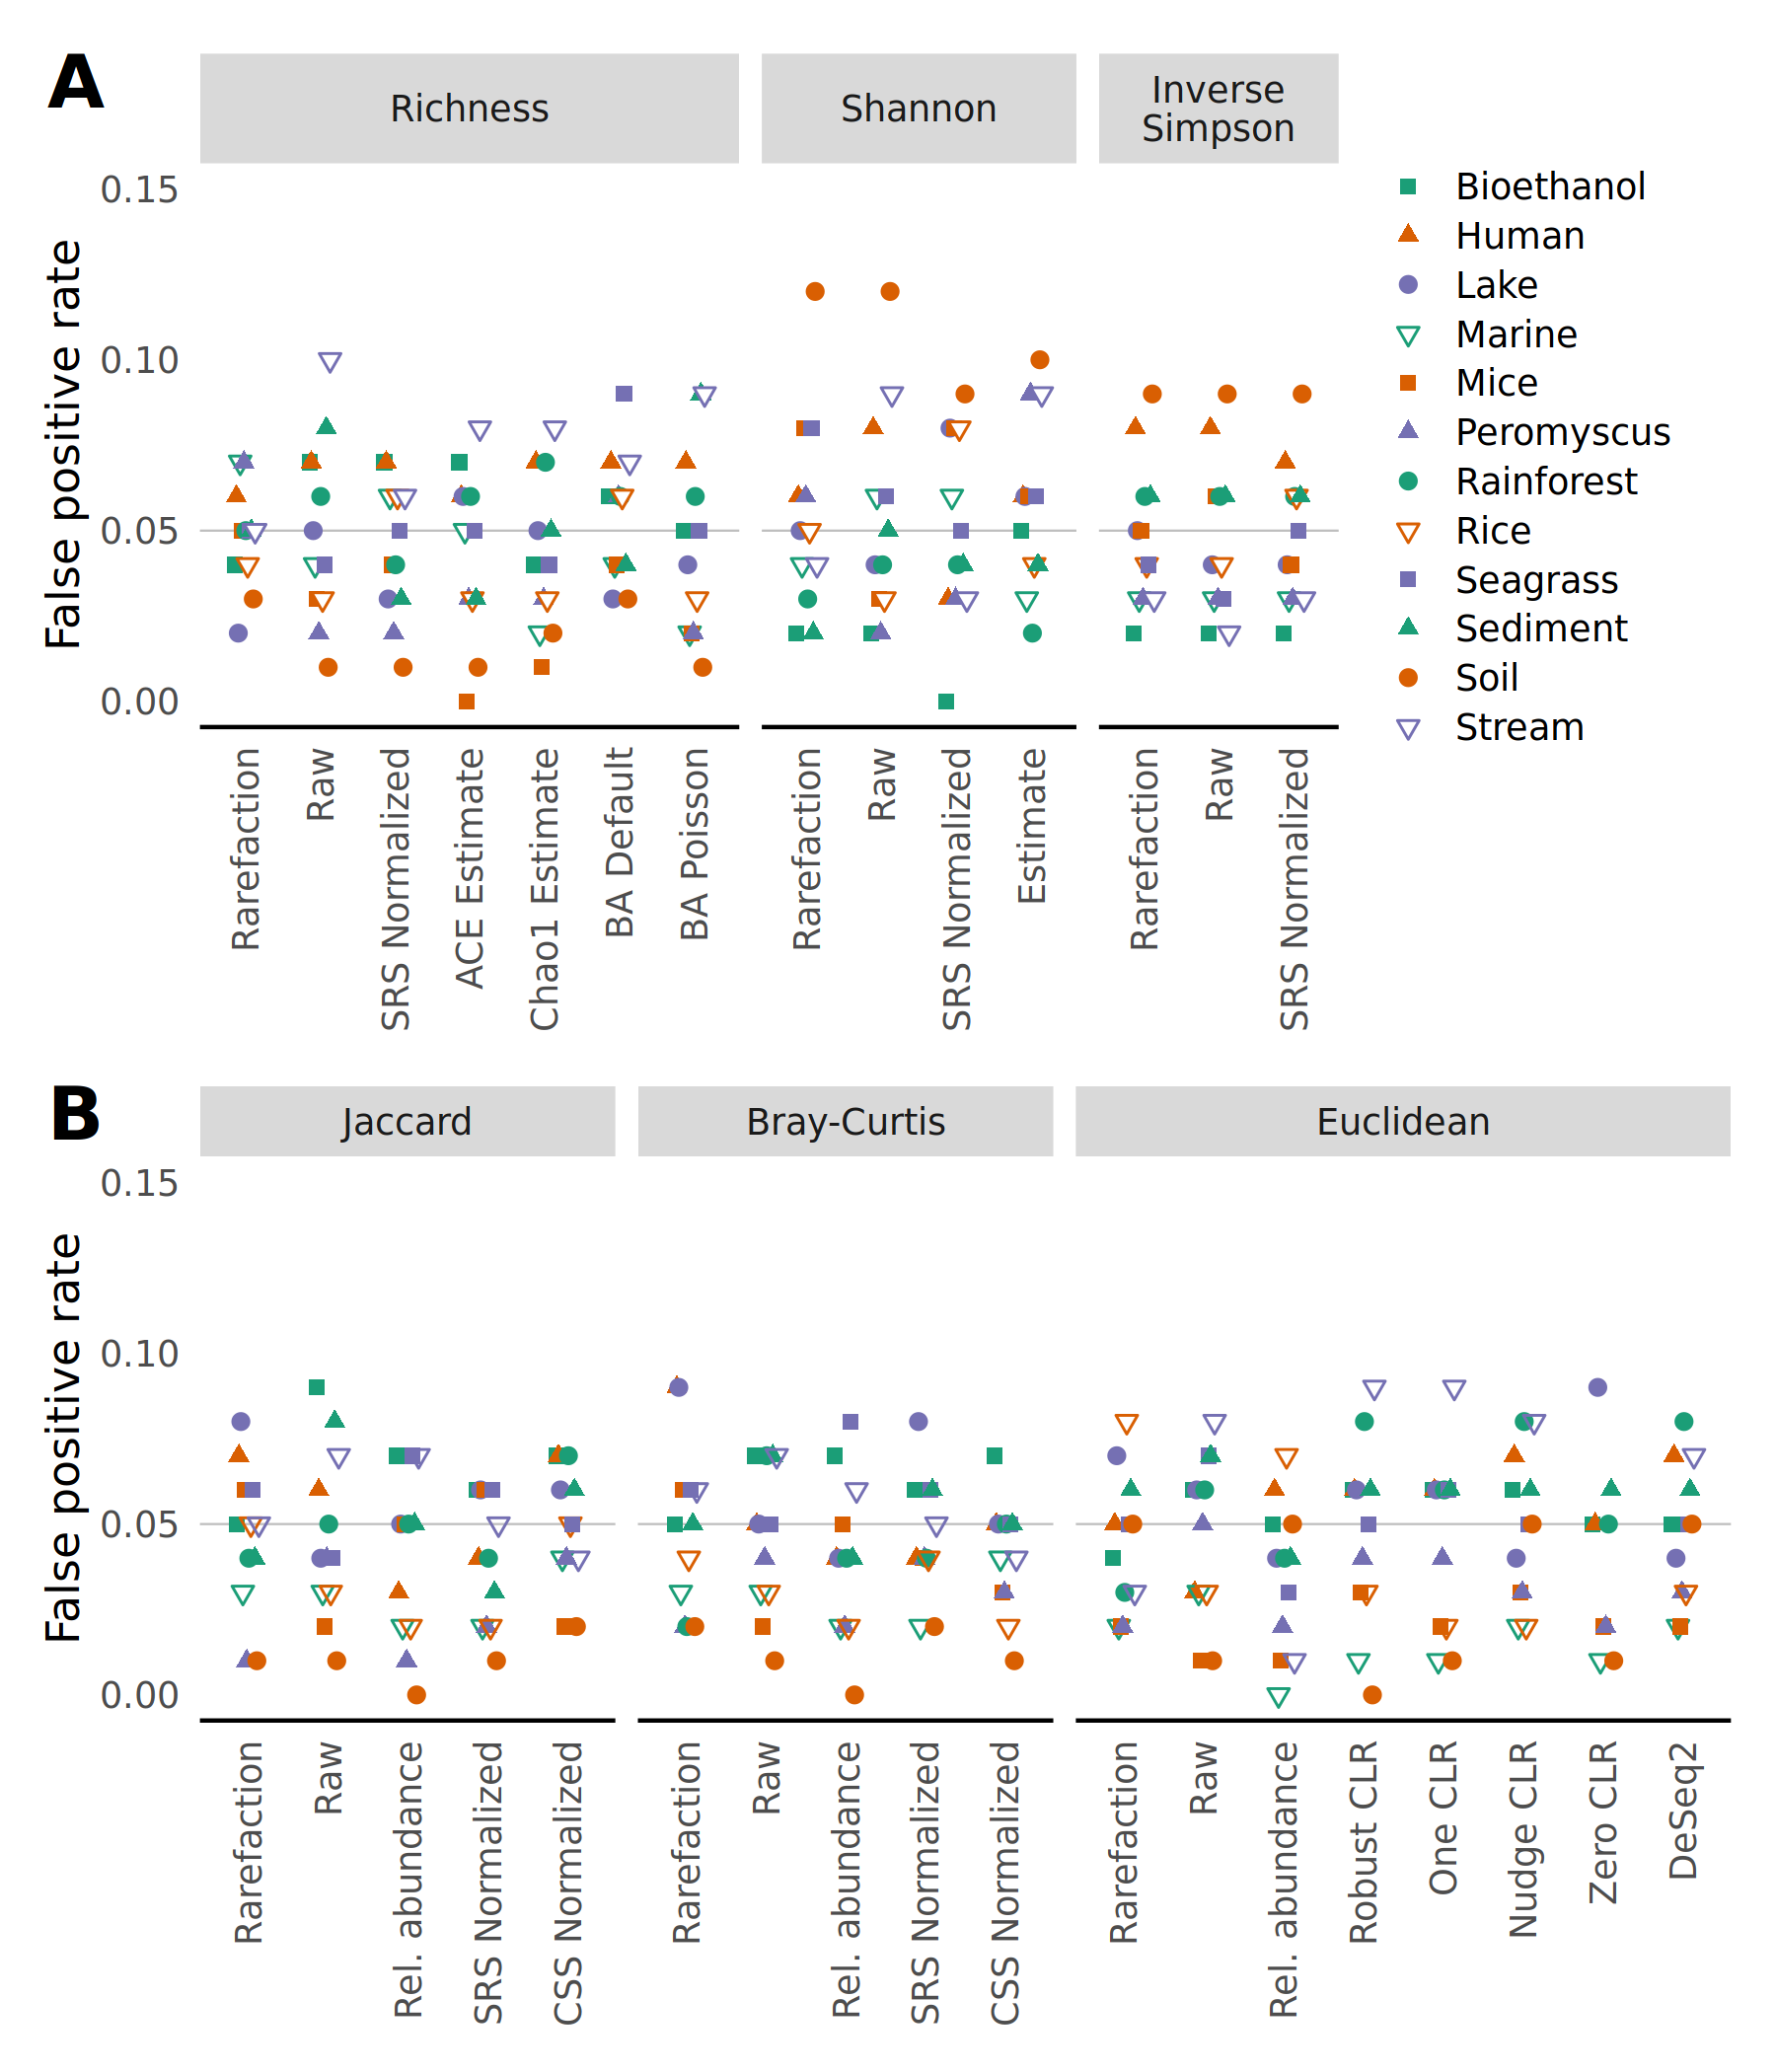 A
Richness
Shannon
Inverse
Simpson
False positive rate
0.15
0.10
0.05
0.00
Rarefaction
Raw
SRS Normalized
ACE Estimate
Chao1 Estimate
BA Default
BA Poisson
Rarefaction
Raw
SRS Normalized
Estimate
Rarefaction
Raw
SRS Normalized
Bioethanol
Human
Lake
Marine
Mice
Peromyscus
Rainforest
Rice
Seagrass
Sediment
Soil
Stream
B
Jaccard
Bray-Curtis
Euclidean
False positive rate
0.15
0.10
0.05
0.00
Rarefaction
Raw
Rel. abundance
SRS Normalized
CSS Normalized
Rarefaction
Raw
Rel. abundance
SRS Normalized
CSS Normalized
Rarefaction
Raw
Rel. abundance
Robust CLR
One CLR
Nudge CLR
Zero CLR
DeSeq2